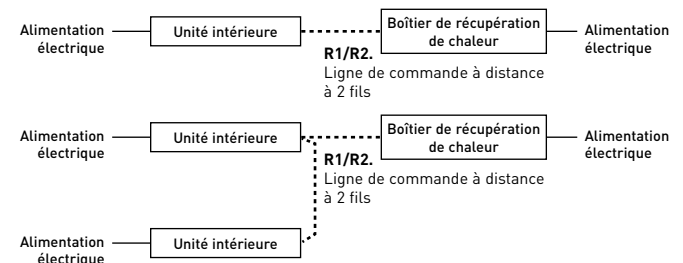 Alimentation
électrique
Unité intérieure
Boîtier de récupération
de chaleur
Alimentation
électrique
R1/R2.
Ligne de commande à distance
à 2 fils
Alimentation
électrique
Unité intérieure
Boîtier de récupération
de chaleur
Alimentation
électrique
R1/R2.
Ligne de commande à distance
à 2 fils
Alimentation
électrique
Unité intérieure